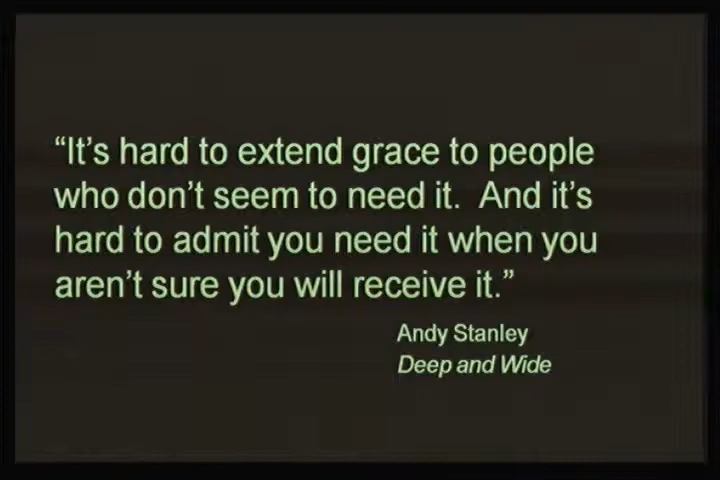 “It’s hard to extend grace to people
who don’t seem to need it.  And it’s
hard to admit you need it when you
aren’t sure you will receive it.”
Andy Stanley
Deep and Wide